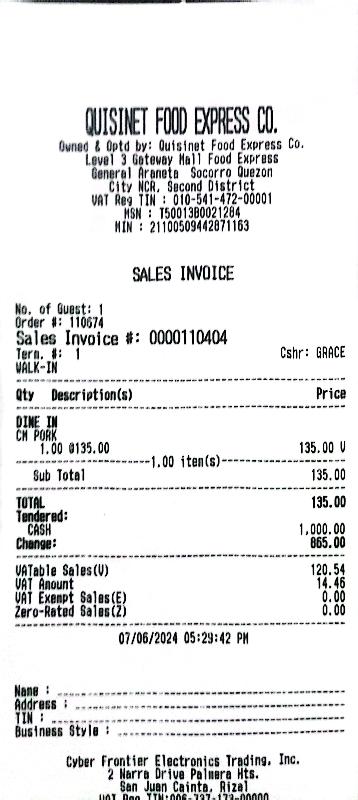 QUISINET FOOD EXPRESS CO.
Owned & Optd by: Quisinet Food Express Co.
Level 3 Gateway Mall Food Express
General Araneta Socorro Quezon
City NCR, Second District
VAT Reg TIN : 010-541-472-00001
MSN : T50013B0021284
MIN : 21100509442871163
SALES INVOICE
No. of Guest: 1
Order #: 110674
Sales Invoice #: 0000110404
Term. #: 1 Cshr: GRACE
WALK-IN
Qty Description(s) Price
DINE IN
CM PORK
1.00 @135.00 135.00 V
1.00 item(s)
Sub Total 135.00
TOTAL 135.00
Tendered:
CASH 1,000.00
Change: 865.00
VATable Sales(V) 120.54
VAT Amount 14.46
VAT Exempt Sales(E) 0.00
Zero-Rated Sales(Z) 0.00
07/06/2024 05:29:42 PM
Name :
Address :
TIN :
Business Style :
Cyber Frontier Electronics Trading, Inc.
2 Narra Drive Palmera Hts.
San Juan Cainta, Rizal
VAT Reg TIN:006-737-173-00000